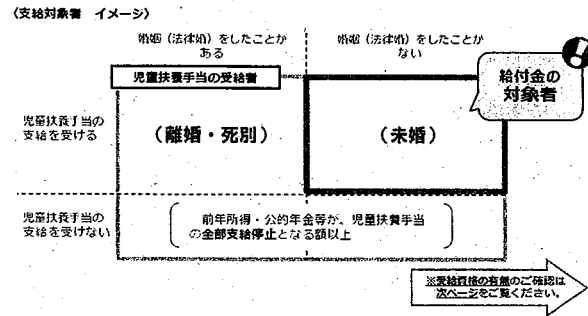 〈支給対象者 イメージ〉
婚姻（法律婚）をしたことが
ある
婚姻（法律婚）をしたことが
ない
児童扶養手当の受給者
給付金の
対象者
児童扶養手当の
支給を受ける
（離婚・死別）
（未婚）
児童扶養手当の
支給を受けない
前年所得・公的年金等が、児童扶養手当
の全部支給停止となる額以上
※受給資格の有無のご確認は
次ページをご覧ください。